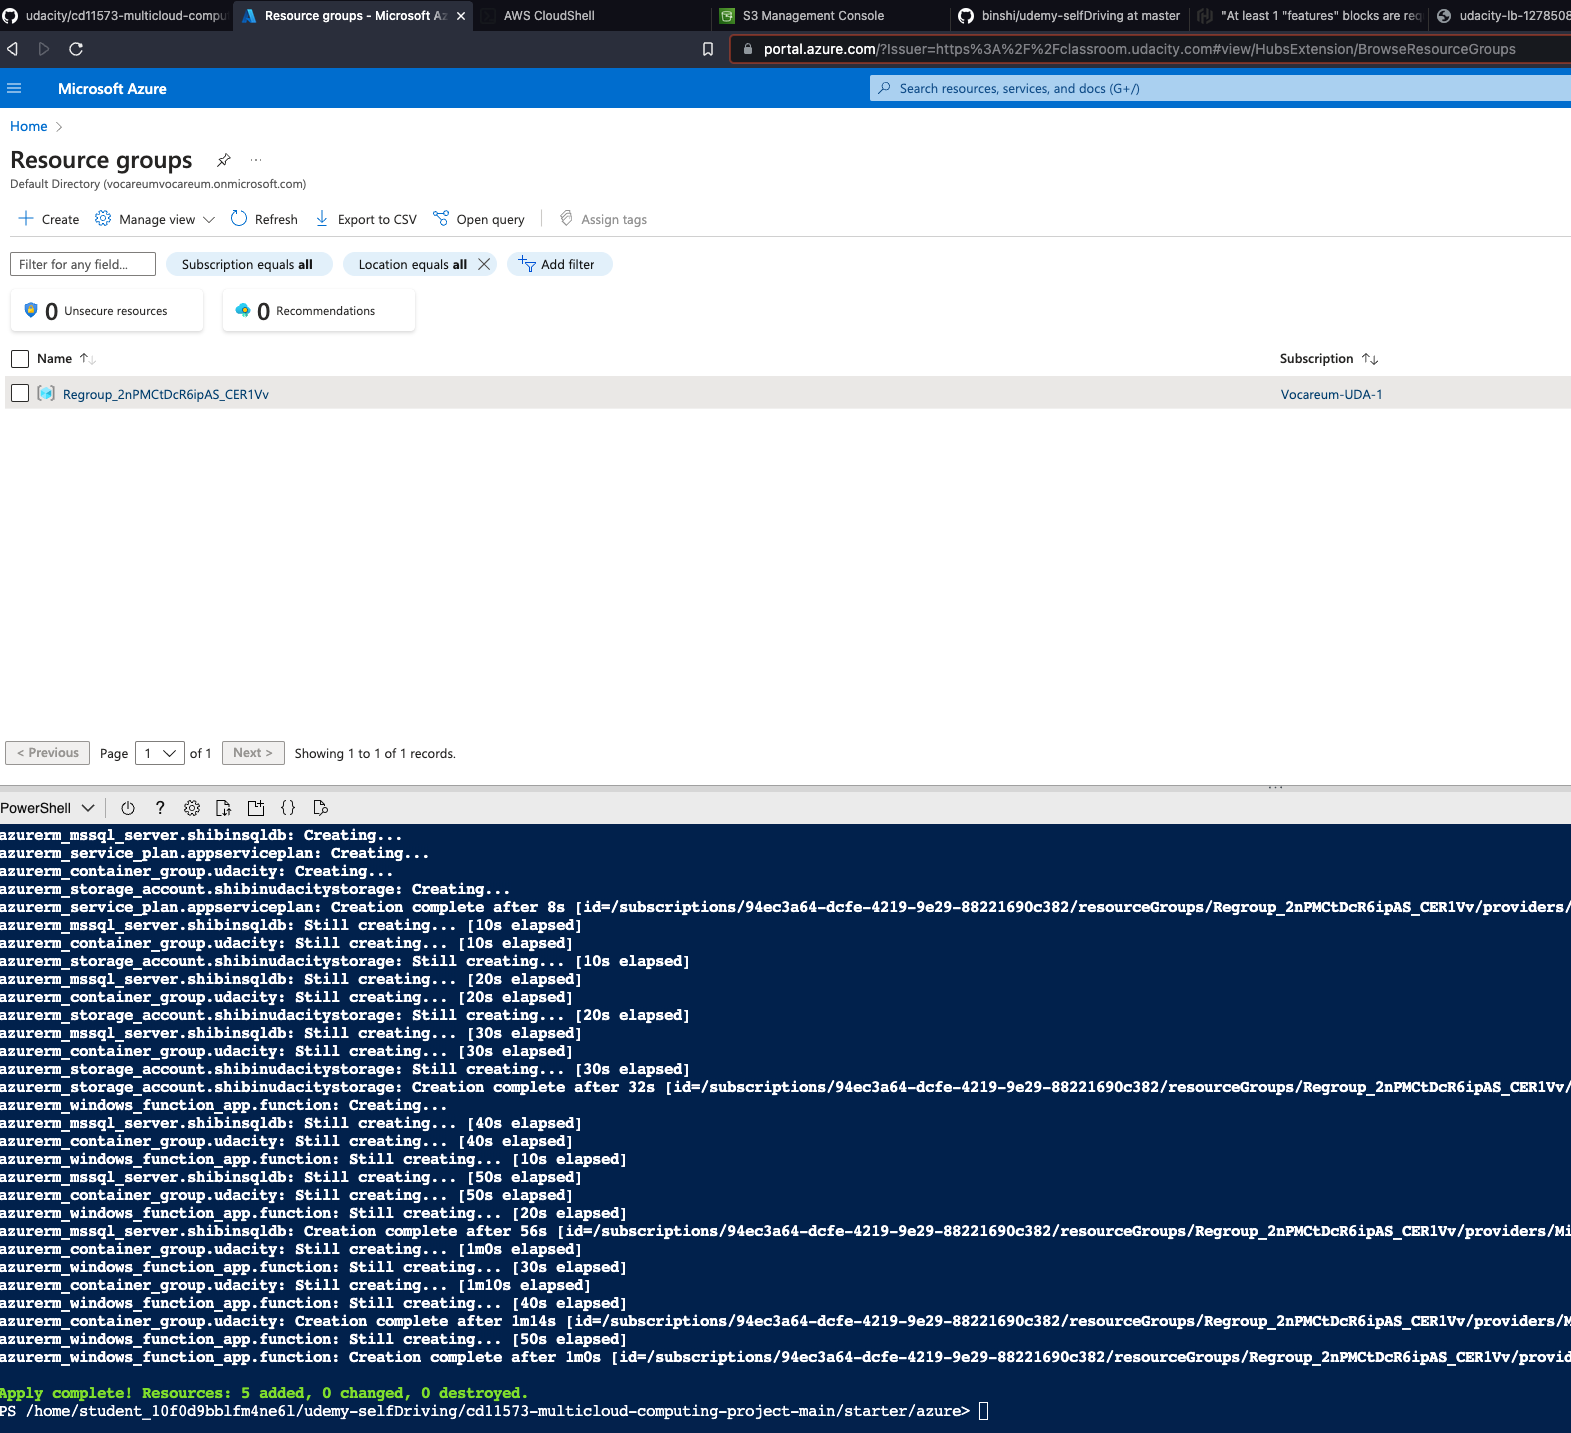 udacity/cd11573-multicloud-compu
Resource groups - Microsoft Az
AWS CloudShell
S3 Management Console
binshi/udemy-selfDriving at master
"At least 1 "features" blocks are req
udacity-lb-1278508
portal.azure.com/?Issuer=https%3A%2F%2Fclassroom.udacity.com#view/HubsExtension/BrowseResourceGroups
Microsoft Azure
Search resources, services, and docs (G+/)
Home
Resource groups
Default Directory (vocareumvocareum.onmicrosoft.com)
Create Manage view Refresh Export to CSV Open query Assign tags
Filter for any field... Subscription equals all Location equals all Add filter
0 Unsecure resources 0 Recommendations
Name Subscription
Regroup_2nPMCtDcR6ipAS_CER1Vv Vocareum-UDA-1
< Previous Page 1 of 1 Next > Showing 1 to 1 of 1 records.
PowerShell ? {}
azurerm_mssql_server.shibinsqldb: Creating...
azurerm_service_plan.appserviceplan: Creating...
azurerm_container_group.udacity: Creating...
azurerm_storage_account.shibinudacitystorage: Creating...
azurerm_service_plan.appserviceplan: Creation complete after 8s [id=/subscriptions/94ec3a64-dcfe-4219-9e29-88221690c382/resourceGroups/Regroup_2nPMCtDcR6ipAS_CER1Vv/providers/
azurerm_mssql_server.shibinsqldb: Still creating... [10s elapsed]
azurerm_container_group.udacity: Still creating... [10s elapsed]
azurerm_storage_account.shibinudacitystorage: Still creating... [10s elapsed]
azurerm_mssql_server.shibinsqldb: Still creating... [20s elapsed]
azurerm_container_group.udacity: Still creating... [20s elapsed]
azurerm_storage_account.shibinudacitystorage: Still creating... [20s elapsed]
azurerm_mssql_server.shibinsqldb: Still creating... [30s elapsed]
azurerm_container_group.udacity: Still creating... [30s elapsed]
azurerm_storage_account.shibinudacitystorage: Still creating... [30s elapsed]
azurerm_storage_account.shibinudacitystorage: Creation complete after 32s [id=/subscriptions/94ec3a64-dcfe-4219-9e29-88221690c382/resourceGroups/Regroup_2nPMCtDcR6ipAS_CER1Vv/
azurerm_windows_function_app.function: Creating...
azurerm_mssql_server.shibinsqldb: Still creating... [40s elapsed]
azurerm_container_group.udacity: Still creating... [40s elapsed]
azurerm_windows_function_app.function: Still creating... [10s elapsed]
azurerm_mssql_server.shibinsqldb: Still creating... [50s elapsed]
azurerm_container_group.udacity: Still creating... [50s elapsed]
azurerm_windows_function_app.function: Still creating... [20s elapsed]
azurerm_mssql_server.shibinsqldb: Creation complete after 56s [id=/subscriptions/94ec3a64-dcfe-4219-9e29-88221690c382/resourceGroups/Regroup_2nPMCtDcR6ipAS_CER1Vv/providers/Mi
azurerm_container_group.udacity: Still creating... [1m0s elapsed]
azurerm_windows_function_app.function: Still creating... [30s elapsed]
azurerm_container_group.udacity: Still creating... [1m10s elapsed]
azurerm_windows_function_app.function: Still creating... [40s elapsed]
azurerm_container_group.udacity: Creation complete after 1m14s [id=/subscriptions/94ec3a64-dcfe-4219-9e29-88221690c382/resourceGroups/Regroup_2nPMCtDcR6ipAS_CER1Vv/providers/M
azurerm_windows_function_app.function: Still creating... [50s elapsed]
azurerm_windows_function_app.function: Creation complete after 1m0s [id=/subscriptions/94ec3a64-dcfe-4219-9e29-88221690c382/resourceGroups/Regroup_2nPMCtDcR6ipAS_CER1Vv/provid
Apply complete! Resources: 5 added, 0 changed, 0 destroyed.
PS /home/student_10f0d9bblfm4ne6l/udemy-selfDriving/cd11573-multicloud-computing-project-main/starter/azure>